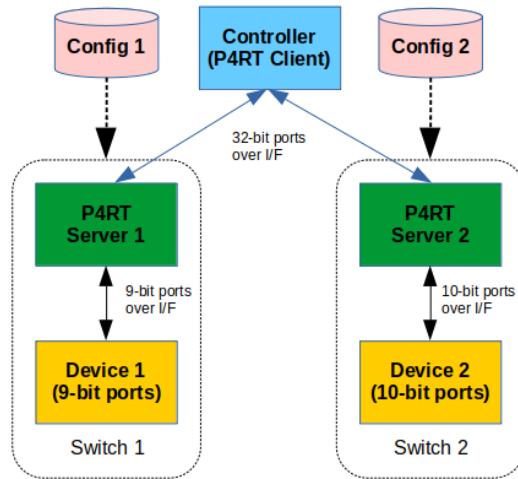 Config 1
Controller
(P4RT Client)
Config 2
32-bit ports
over I/F
P4RT
Server 1
P4RT
Server 2
9-bit ports
over I/F
10-bit ports
over I/F
Device 1
(9-bit ports)
Device 2
(10-bit ports)
Switch 1
Switch 2